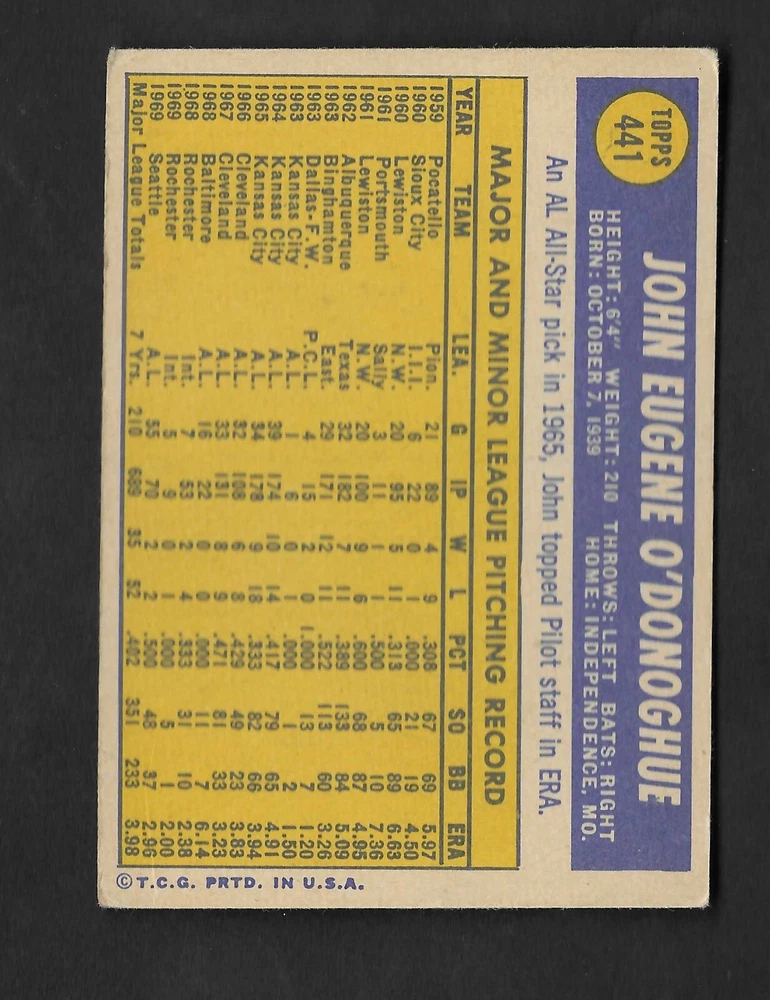 TOPPS
441
JOHN EUGENE O'DONOGHUE
HEIGHT: 6'4" WEIGHT: 210 THROWS: LEFT BATS: RIGHT
BORN: OCTOBER 7, 1939 HOME: INDEPENDENCE, MO.
An AL All-Star pick in 1965, John topped Pilot staff in ERA.
MAJOR AND MINOR LEAGUE PITCHING RECORD
YEAR TEAM LEA. G IP W L PCT SO BB ERA
1959 Pocatello Pion. 21 89 4 9 .308 67 69 5.97
1960 Sioux City I.I.I. 6 22 0 1 .000 21 19 4.50
1960 Lewiston N.W. 20 95 5 11 .313 65 89 6.63
1961 Portsmouth Sally 3 11 1 1 .500 5 10 7.36
1961 Lewiston N.W. 20 100 9 6 .600 68 87 4.95
1962 Albuquerque Texas 32 182 7 11 .389 133 84 5.09
1963 Binghamton East. 29 171 12 11 .522 113 60 3.26
1963 Dallas-F.W. P.C.L. 4 15 2 0 1.000 13 7 1.20
1963 Kansas City A.L. 1 6 0 1 .000 1 2 1.50
1964 Kansas City A.L. 39 174 10 14 .417 79 65 4.91
1965 Kansas City A.L. 34 178 9 18 .333 82 66 3.94
1966 Cleveland A.L. 32 108 6 8 .429 49 23 3.83
1967 Cleveland A.L. 33 131 8 9 .471 81 33 3.23
1968 Baltimore A.L. 16 22 0 0 .000 11 7 6.14
1968 Rochester Int. 7 53 2 4 .333 31 10 2.38
1969 Rochester Int. 5 9 0 1 .000 5 1 2.00
1969 Seattle A.L. 55 70 2 2 .500 48 37 2.96
Major League Totals 7 Yrs. 210 689 35 52 .402 351 233 3.98
©T.C.G. PRTD. IN U.S.A.